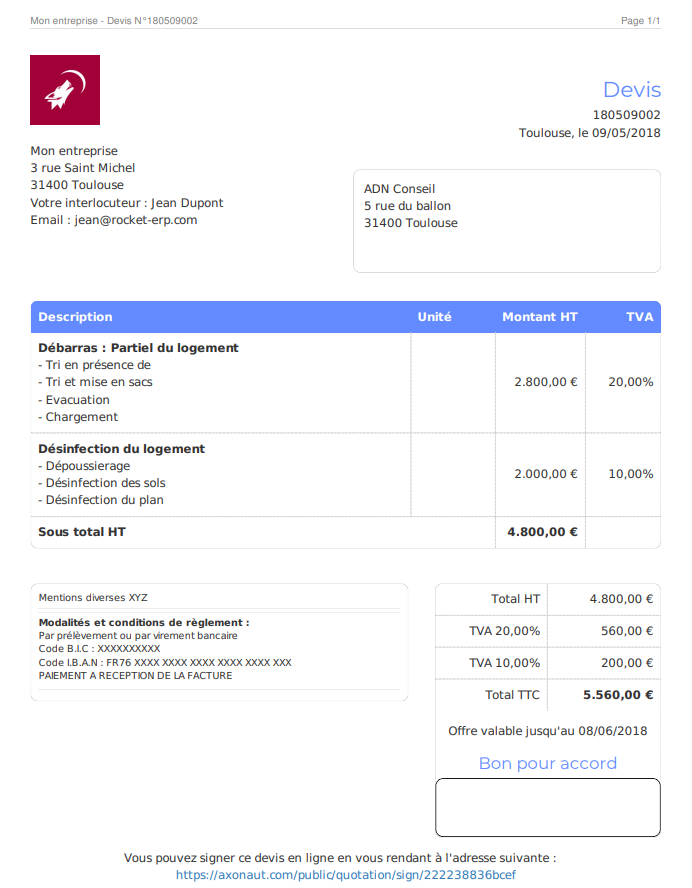 Mon entreprise - Devis N°180509002 Page 1/1
Devis
180509002
Toulouse, le 09/05/2018
Mon entreprise
3 rue Saint Michel
31400 Toulouse
Votre interlocuteur : Jean Dupont
Email : jean@rocket-erp.com
ADN Conseil
5 rue du ballon
31400 Toulouse
Description Unité Montant HT TVA
Débarras : Partiel du logement
- Tri en présence de
- Tri et mise en sacs 2.800,00 € 20,00%
- Evacuation
- Chargement
Désinfection du logement
- Dépoussierage
- Désinfection des sols 2.000,00 € 10,00%
- Désinfection du plan
Sous total HT 4.800,00 €
Mentions diverses XYZ
Modalités et conditions de règlement :
Par prélèvement ou par virement bancaire
Code B.I.C : XXXXXXXXXX
Code I.B.A.N : FR76 XXXX XXXX XXXX XXXX XXXX XXX
PAIEMENT A RECEPTION DE LA FACTURE
Total HT 4.800,00 €
TVA 20,00% 560,00 €
TVA 10,00% 200,00 €
Total TTC 5.560,00 €
Offre valable jusqu'au 08/06/2018
Bon pour accord
Vous pouvez signer ce devis en ligne en vous rendant à l'adresse suivante :
https://axonaut.com/public/quotation/sign/222238836bcef